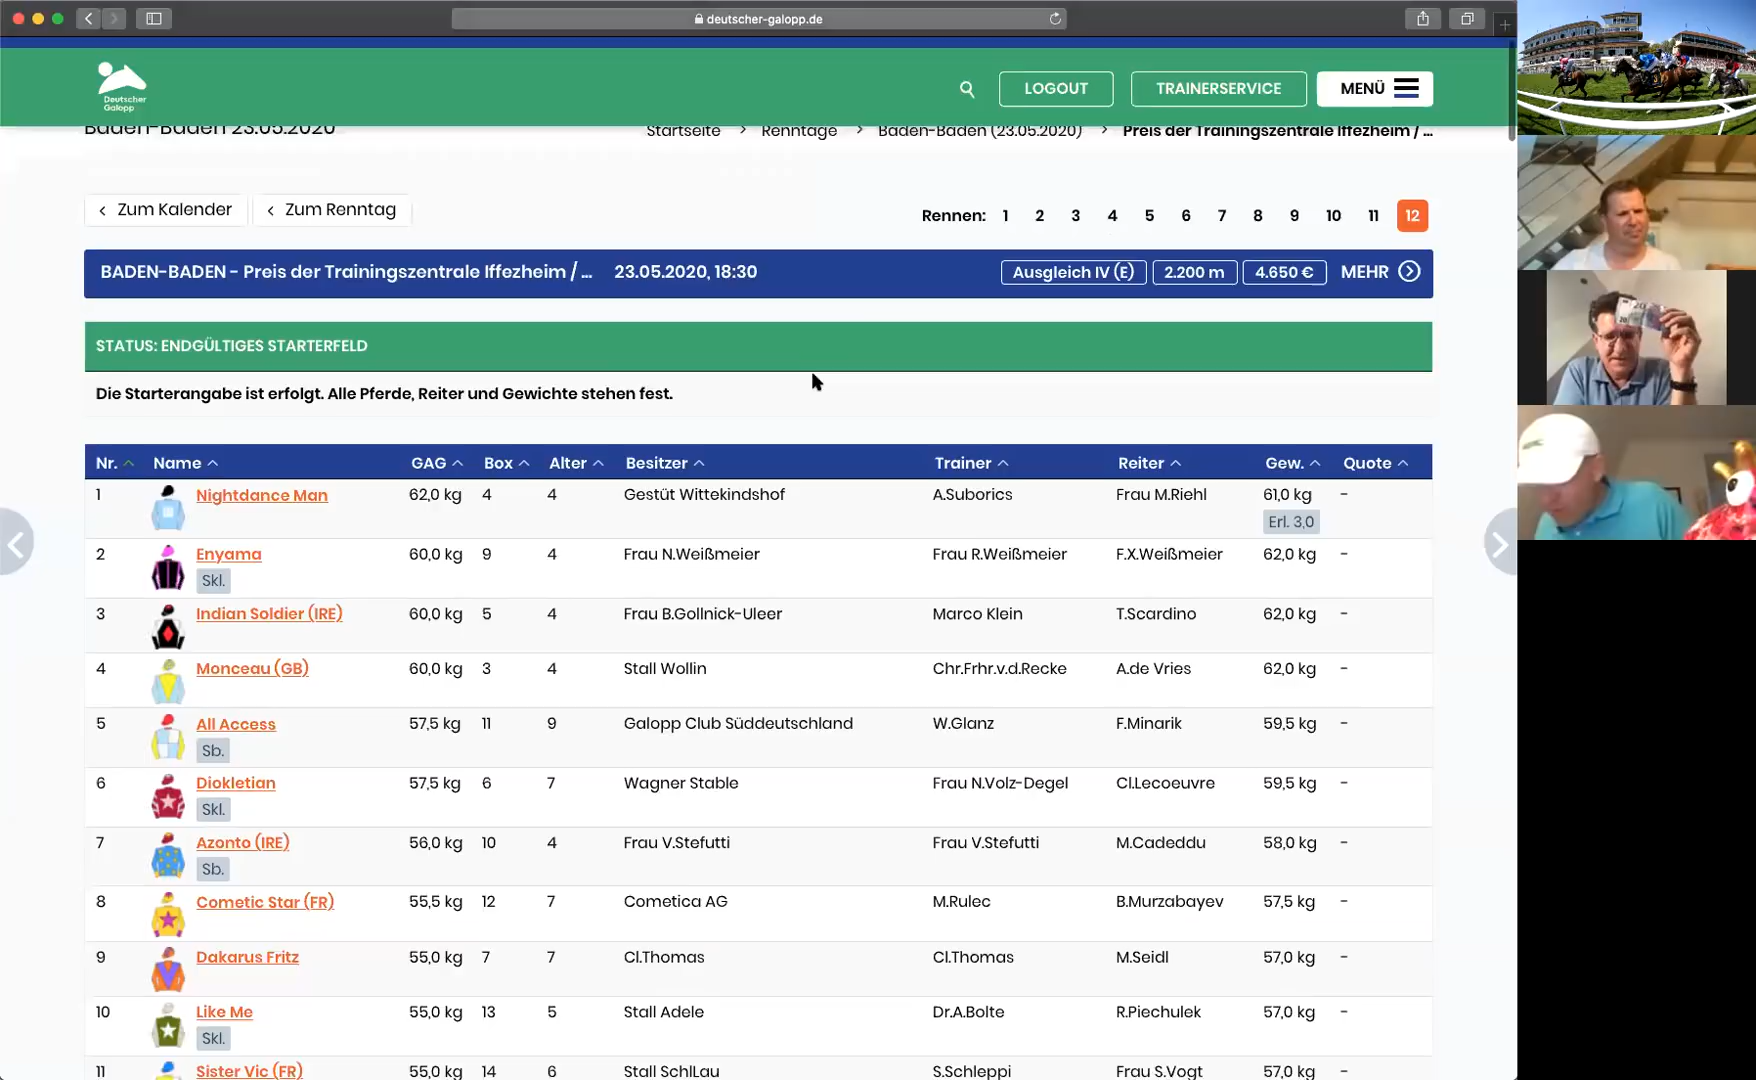 deutscher-galopp.de
Deutscher
Galopp
LOGOUT
TRAINERSERVICE
MENÜ
Baden-Baden 23.05.2020
Startseite > Renntage > Baden-Baden (23.05.2020) > Preis der Trainingszentrale Iffezheim / ...
Zum Kalender
Zum Renntag
Rennen: 1 2 3 4 5 6 7 8 9 10 11 12
BADEN-BADEN - Preis der Trainingszentrale Iffezheim / ... 23.05.2020, 18:30 Ausgleich IV (E) 2.200 m 4.650 € MEHR
STATUS: ENDGÜLTIGES STARTERFELD
Die Starterangabe ist erfolgt. Alle Pferde, Reiter und Gewichte stehen fest.
Nr. Name GAG Box Alter Besitzer Trainer Reiter Gew. Quote
1 Nightdance Man 62,0 kg 4 4 Gestüt Wittekindshof A.Suborics Frau M.Riehl 61,0 kg -
Erl. 3,0
2 Enyama 60,0 kg 9 4 Frau N.Weißmeier Frau R.Weißmeier F.X.Weißmeier 62,0 kg -
Skl.
3 Indian Soldier (IRE) 60,0 kg 5 4 Frau B.Gollnick-Uleer Marco Klein T.Scardino 62,0 kg -
4 Monceau (GB) 60,0 kg 3 4 Stall Wollin Chr.Frhr.v.d.Recke A.de Vries 62,0 kg -
5 All Access 57,5 kg 11 9 Galopp Club Süddeutschland W.Glanz F.Minarik 59,5 kg -
Sb.
6 Diokletian 57,5 kg 6 7 Wagner Stable Frau N.Volz-Degel Cl.Lecoeuvre 59,5 kg -
Skl.
7 Azonto (IRE) 56,0 kg 10 4 Frau V.Stefutti Frau V.Stefutti M.Cadeddu 58,0 kg -
Sb.
8 Cometic Star (FR) 55,5 kg 12 7 Cometica AG M.Rulec B.Murzabayev 57,5 kg -
9 Dakarus Fritz 55,0 kg 7 7 Cl.Thomas Cl.Thomas M.Seidl 57,0 kg -
10 Like Me 55,0 kg 13 5 Stall Adele Dr.A.Bolte R.Piechulek 57,0 kg -
Skl.
11 Sister Vic (FR) 55,0 kg 14 6 Stall SchlLau S.Schleppi Frau S.Vogt 57,0 kg -